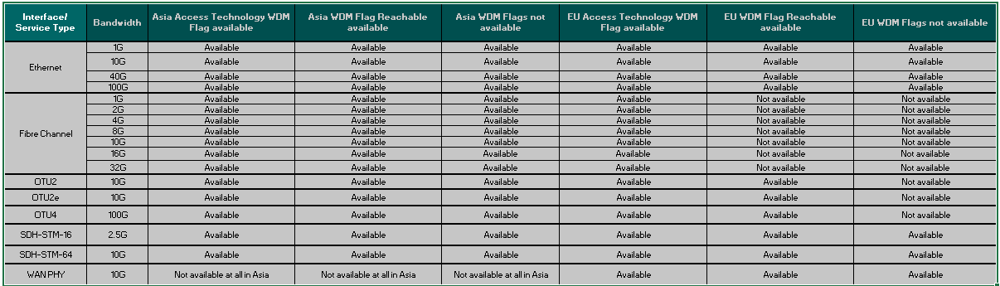 Interface/ Service Type | Bandwidth | Asia Access Technology WDM Flag available | Asia WDM Flag Reachable available | Asia WDM Flags not available | EU Access Technology WDM Flag available | EU WDM Flag Reachable available | EU WDM Flags not available
Ethernet | 1G | Available | Available | Available | Available | Available | Available
10G | Available | Available | Available | Available | Available | Available
40G | Available | Available | Available | Available | Available | Available
100G | Available | Available | Available | Available | Available | Available
Fibre Channel | 1G | Available | Available | Available | Available | Not available | Not available
2G | Available | Available | Available | Available | Not available | Not available
4G | Available | Available | Available | Available | Not available | Not available
8G | Available | Available | Available | Available | Not available | Not available
10G | Available | Available | Available | Available | Not available | Not available
16G | Available | Available | Available | Available | Not available | Not available
32G | Available | Available | Available | Available | Not available | Not available
OTU2 | 10G | Available | Available | Available | Available | Available | Not available
OTU2e | 10G | Available | Available | Available | Available | Available | Not available
OTU4 | 100G | Available | Available | Available | Available | Available | Not available
SDH-STM-16 | 2.5G | Available | Available | Available | Available | Available | Available
SDH-STM-64 | 10G | Available | Available | Available | Available | Available | Available
WAN PHY | 10G | Not available at all in Asia | Not available at all in Asia | Not available at all in Asia | Available | Available | Available